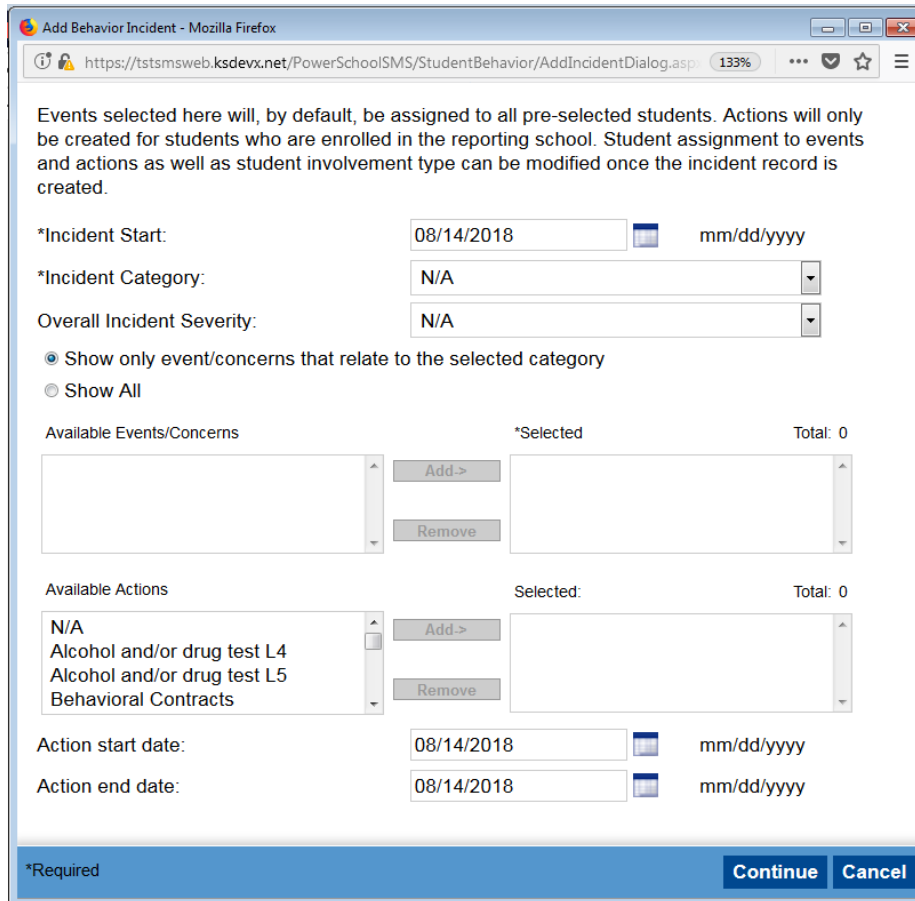 Add Behavior Incident - Mozilla Firefox
https://tstsmsweb.ksdevx.net/PowerSchoolSMS/StudentBehavior/AddIncidentDialog.asp 133%
Events selected here will, by default, be assigned to all pre-selected students. Actions will only
be created for students who are enrolled in the reporting school. Student assignment to events
and actions as well as student involvement type can be modified once the incident record is
created.
*Incident Start: 08/14/2018 mm/dd/yyyy
*Incident Category: N/A
Overall Incident Severity: N/A
Show only event/concerns that relate to the selected category
Show All
Available Events/Concerns *Selected Total: 0
Add->
Remove
Available Actions Selected: Total: 0
N/A
Alcohol and/or drug test L4
Alcohol and/or drug test L5
Behavioral Contracts
Add->
Remove
Action start date: 08/14/2018 mm/dd/yyyy
Action end date: 08/14/2018 mm/dd/yyyy
*Required Continue Cancel